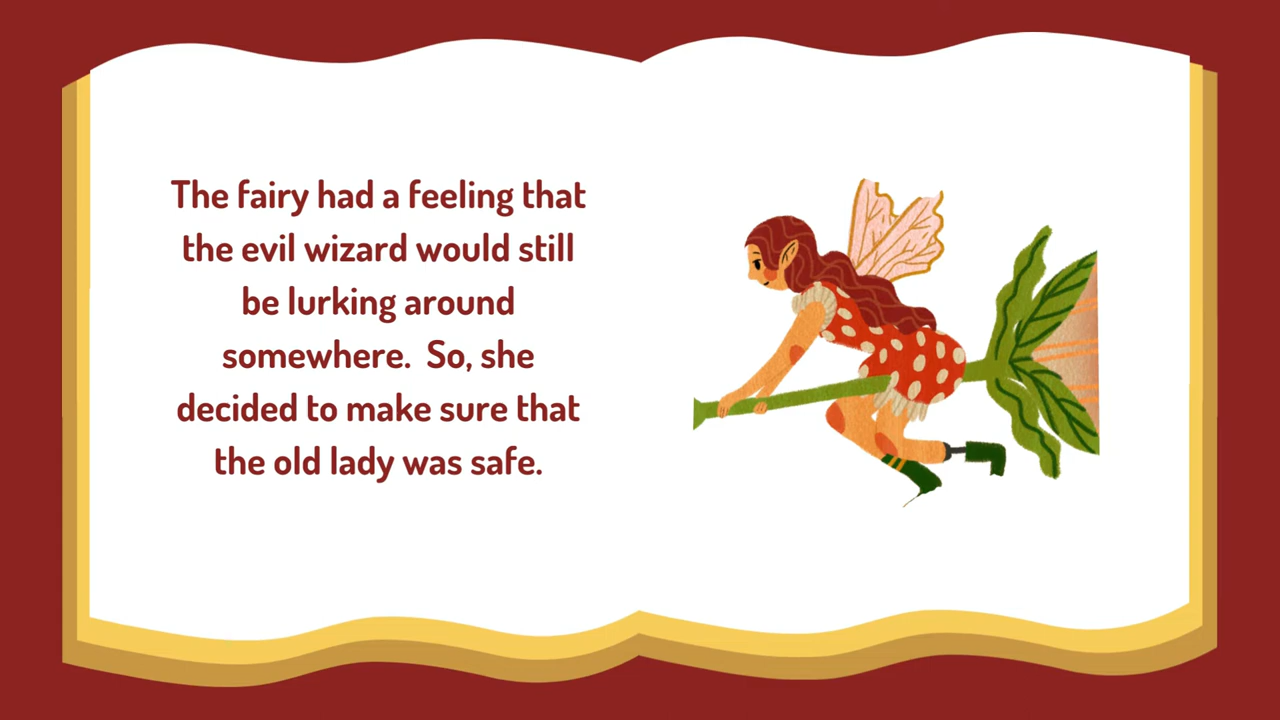 The fairy had a feeling that
the evil wizard would still
be lurking around
somewhere.  So, she
decided to make sure that
the old lady was safe.